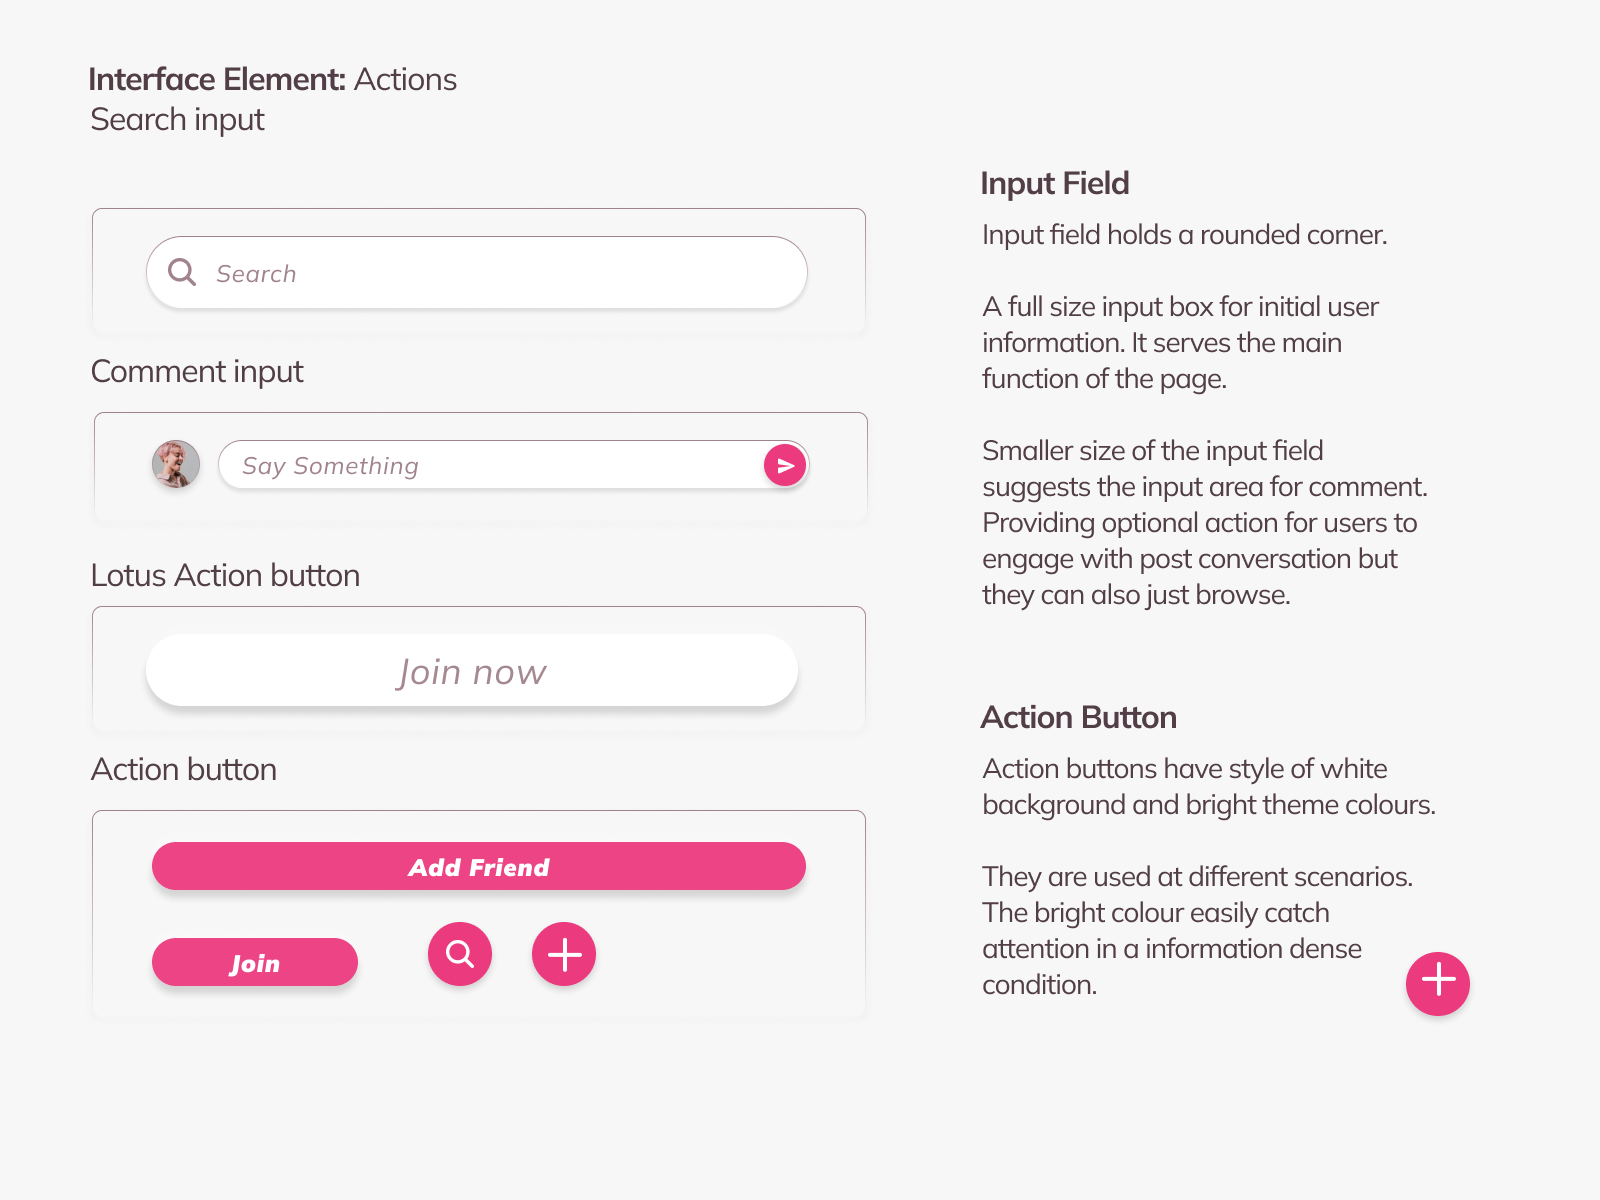 Interface Element: Actions
Search input
Search
Comment input
Say Something
Lotus Action button
Join now
Action button
Add Friend
Join
Input Field
Input field holds a rounded corner.
A full size input box for initial user
information. It serves the main
function of the page.
Smaller size of the input field
suggests the input area for comment.
Providing optional action for users to
engage with post conversation but
they can also just browse.
Action Button
Action buttons have style of white
background and bright theme colours.
They are used at different scenarios.
The bright colour easily catch
attention in a information dense
condition.